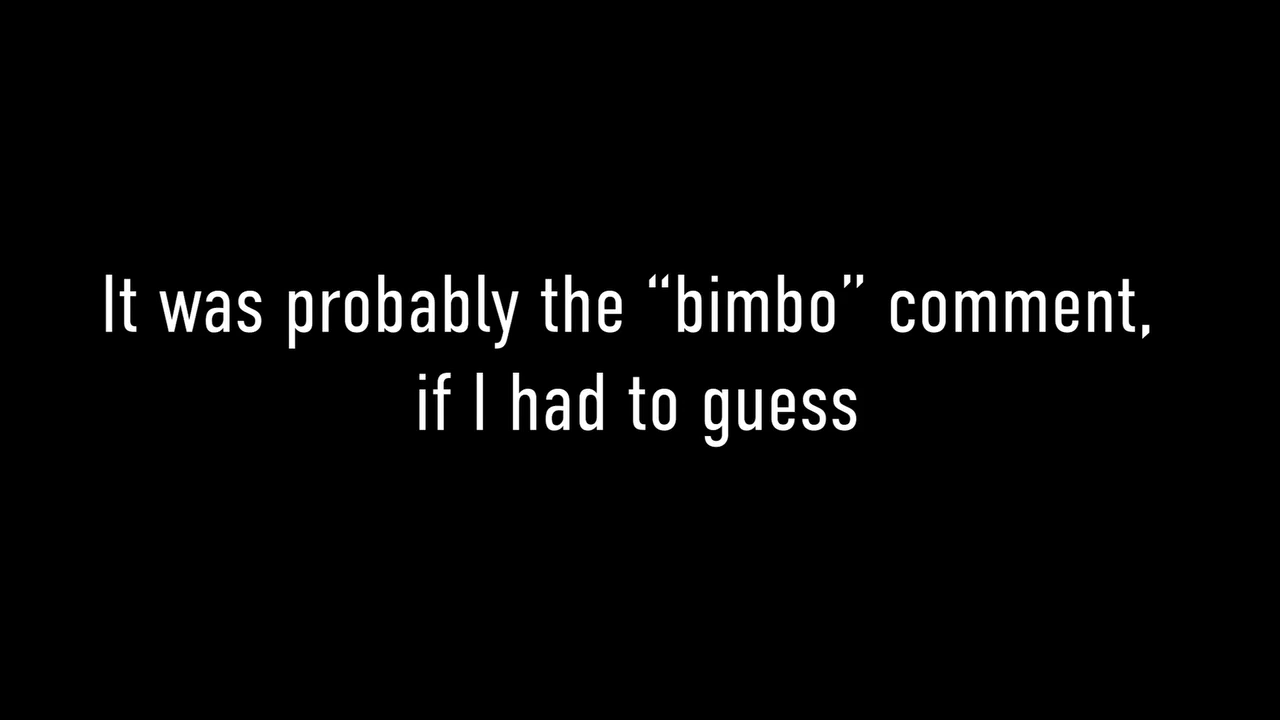 It was probably the “bimbo” comment,
if I had to guess